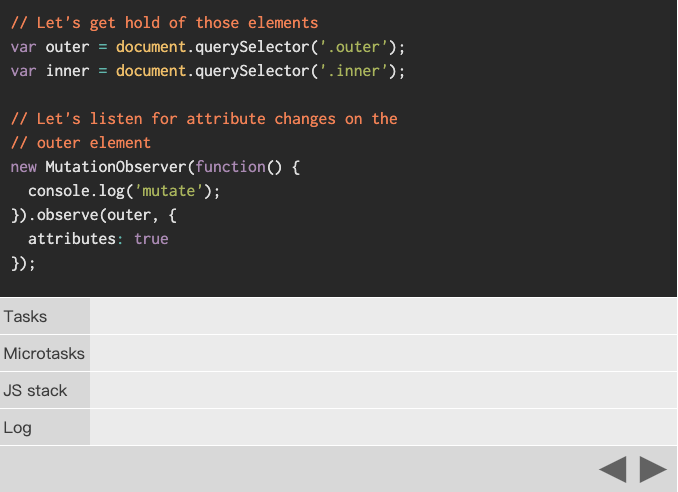 // Let's get hold of those elements
var outer = document.querySelector('.outer');
var inner = document.querySelector('.inner');
// Let's listen for attribute changes on the
// outer element
new MutationObserver(function() {
  console.log('mutate');
}).observe(outer, {
  attributes: true
});
Tasks
Microtasks
JS stack
Log